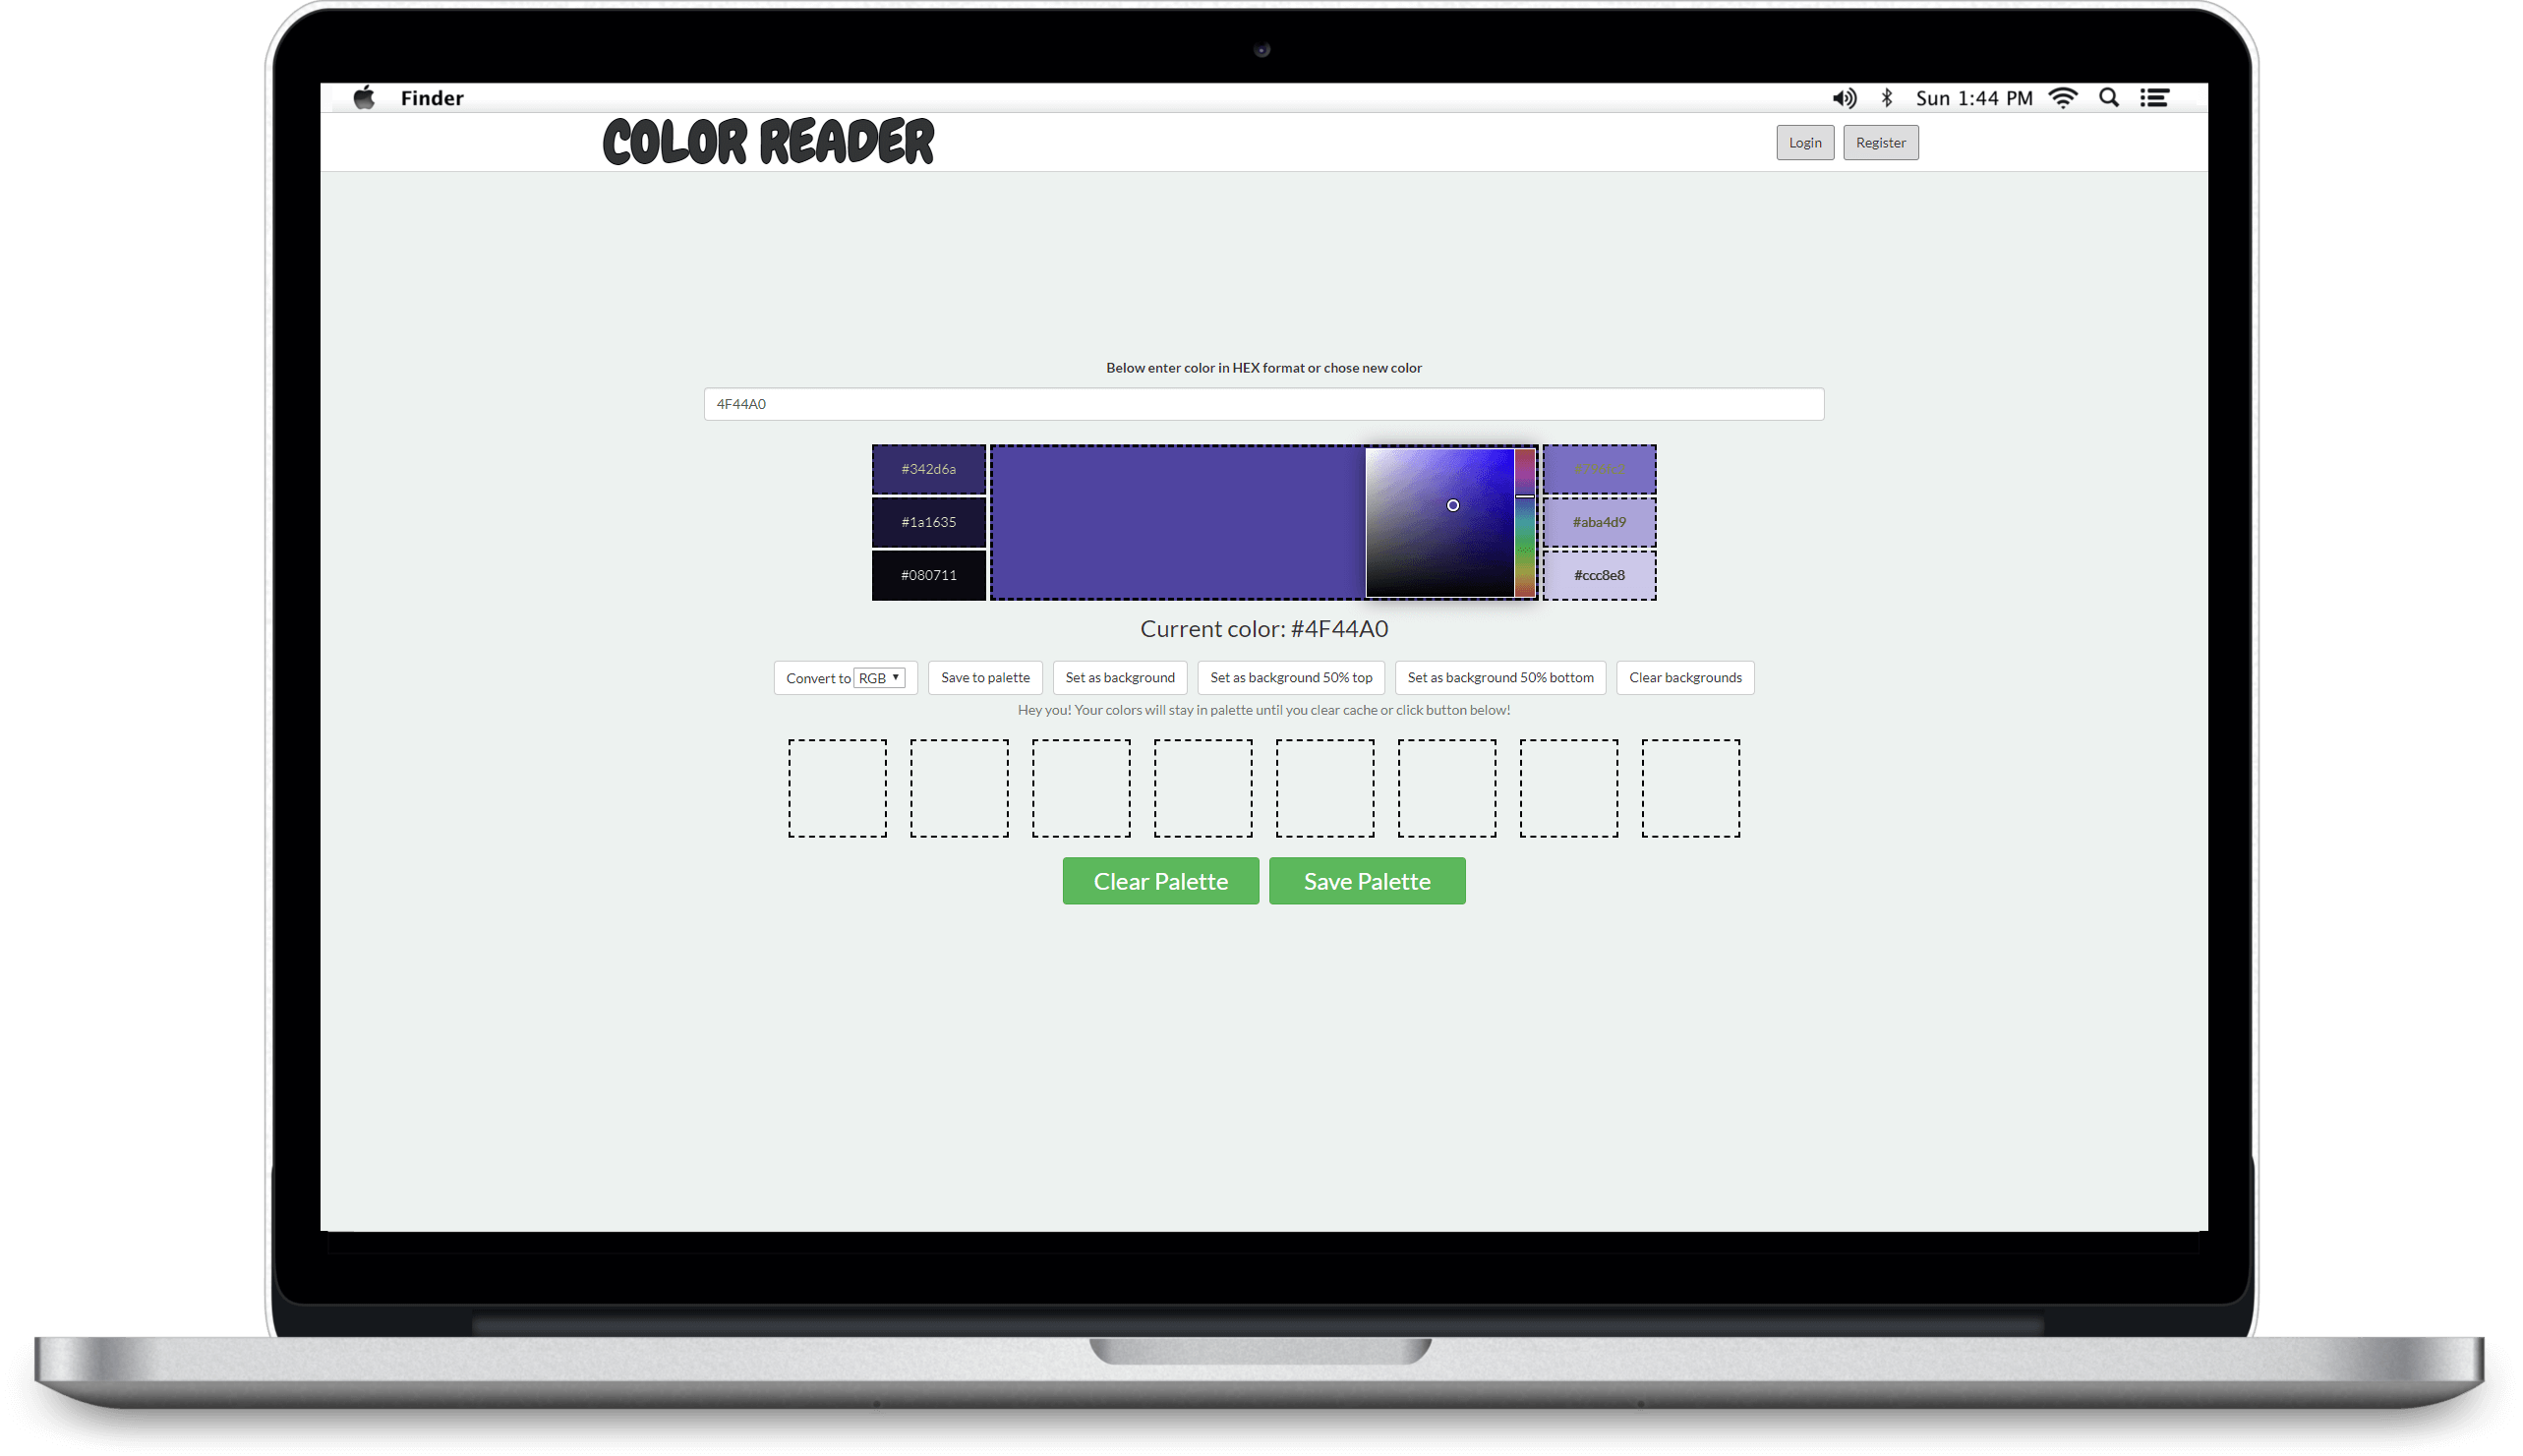 Finder
Sun 1:44 PM
COLOR READER
Login
Register
Below enter color in HEX format or chose new color
4F44A0
#342d6a
#1a1635
#080711
#aba4d9
#ccc8e8
Current color: #4F44A0
Convert to RGB
Save to palette
Set as background
Set as background 50% top
Set as background 50% bottom
Clear backgrounds
Hey you! Your colors will stay in palette until you clear cache or click button below!
Clear Palette
Save Palette